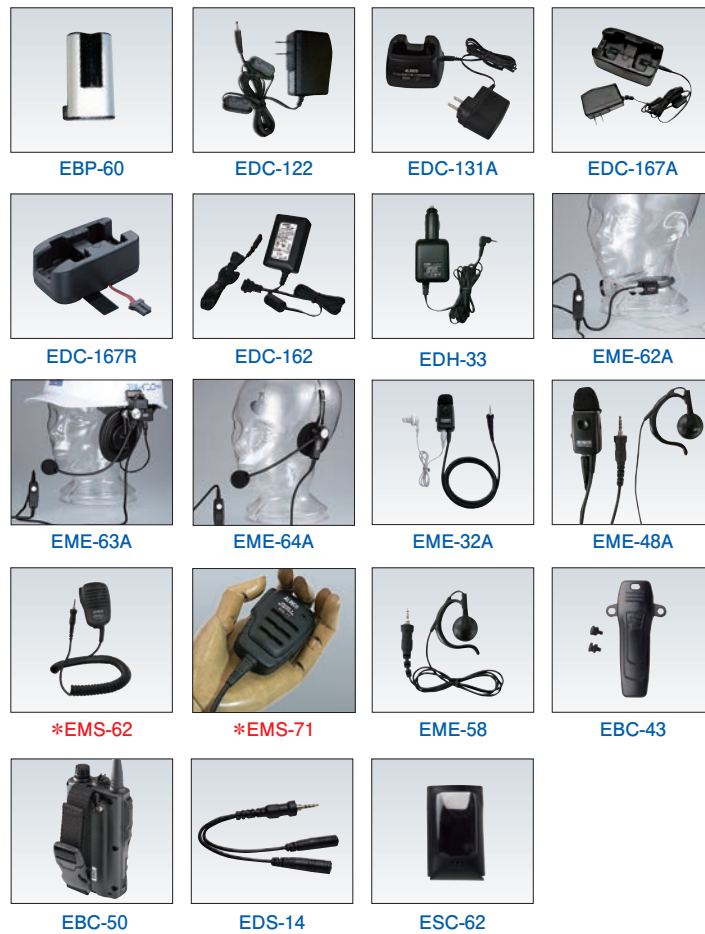 EBP-60
EDC-122
EDC-131A
EDC-167A
EDC-167R
EDC-162
EDH-33
EME-62A
EME-63A
EME-64A
EME-32A
EME-48A
*EMS-62
*EMS-71
EME-58
EBC-43
EBC-50
EDS-14
ESC-62